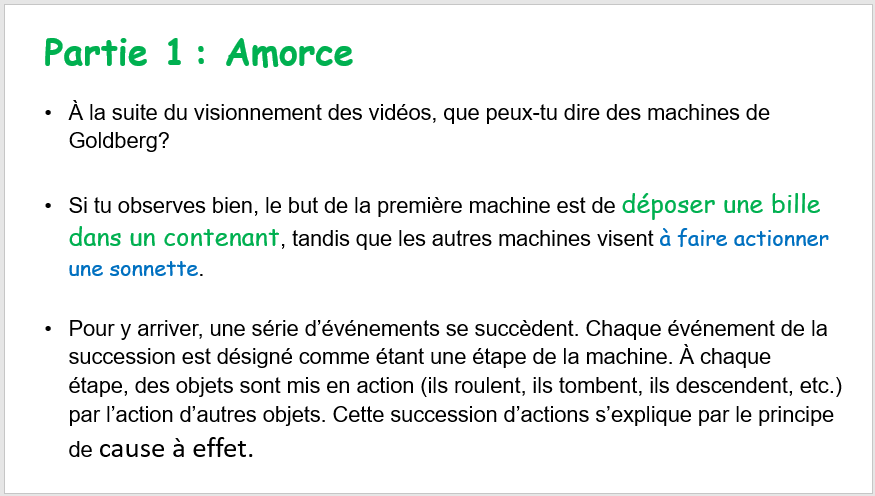 Partie 1 : Amorce
• À la suite du visionnement des vidéos, que peux-tu dire des machines de
Goldberg?
• Si tu observes bien, le but de la première machine est de déposer une bille
dans un contenant, tandis que les autres machines visent à faire actionner
une sonnette.
• Pour y arriver, une série d’événements se succèdent. Chaque événement de la
succession est désigné comme étant une étape de la machine. À chaque
étape, des objets sont mis en action (ils roulent, ils tombent, ils descendent, etc.)
par l’action d’autres objets. Cette succession d’actions s’explique par le principe
de cause à effet.